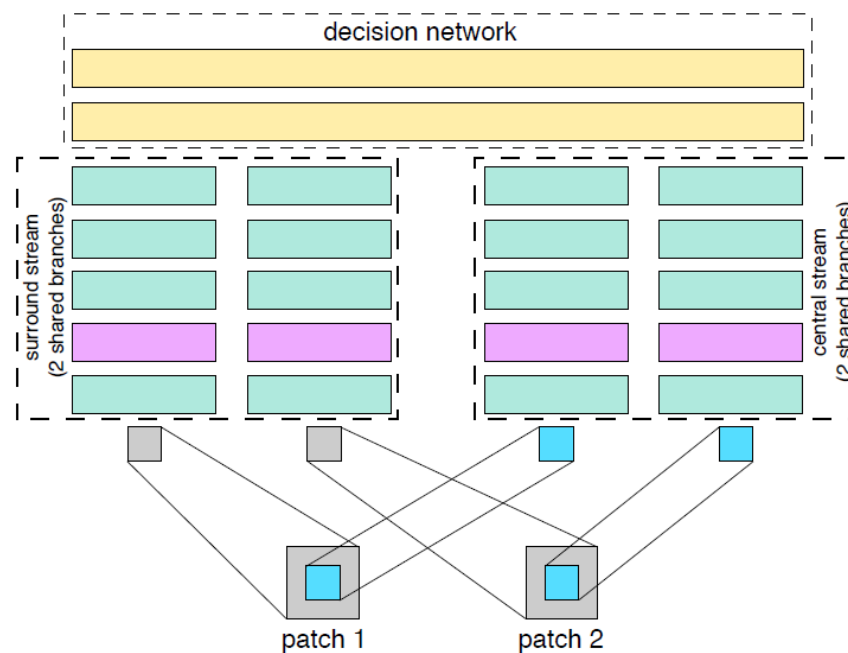 decision network
surround stream
(2 shared branches)
central stream
(2 shared branches)
patch 1
patch 2